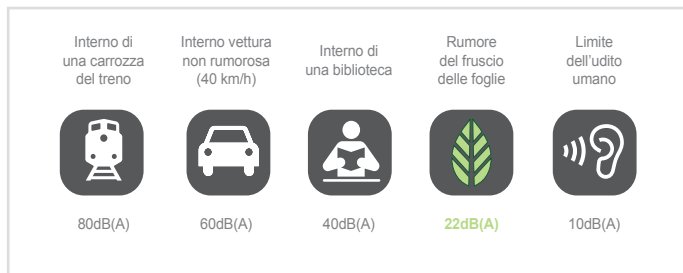 Interno di
una carrozza
del treno
Interno vettura
non rumorosa
(40 km/h)
Interno di
una biblioteca
Rumore
del fruscio
delle foglie
Limite
dell'udito
umano
80dB(A)
60dB(A)
40dB(A)
22dB(A)
10dB(A)